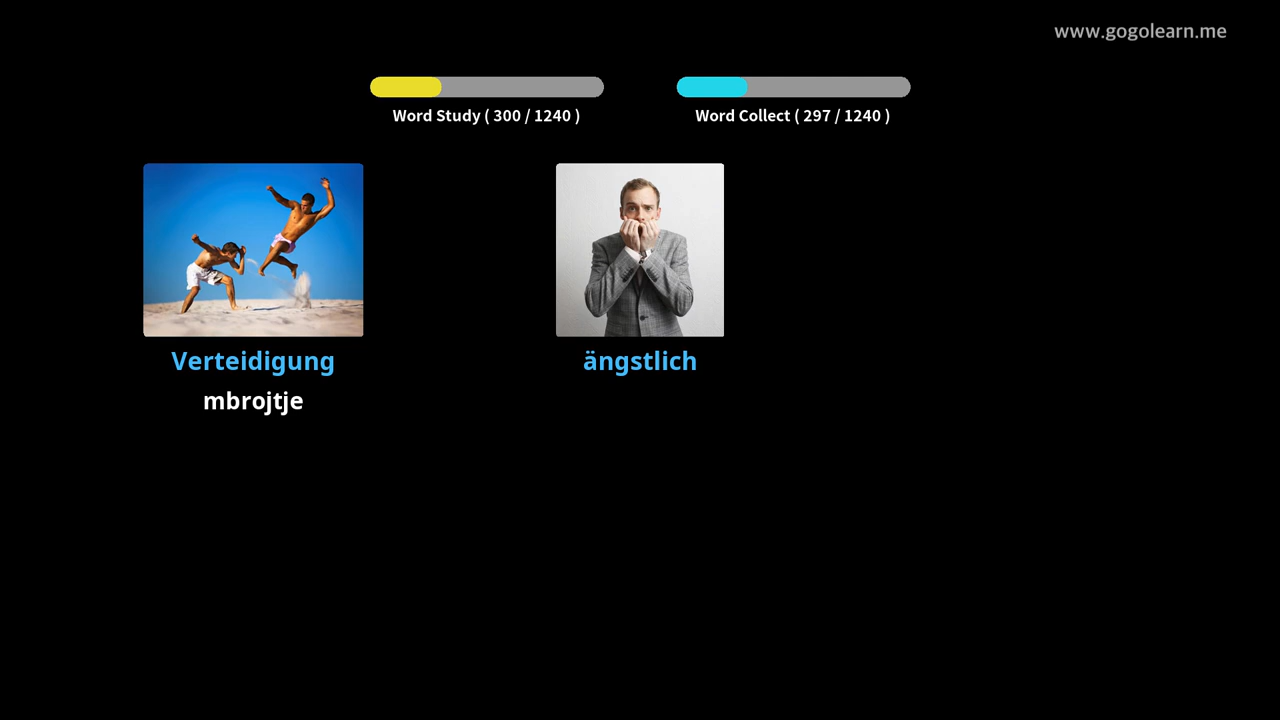 www.gogolearn.me
Word Study ( 300 / 1240 )
Word Collect ( 297 / 1240 )
Verteidigung
ängstlich
mbrojtje